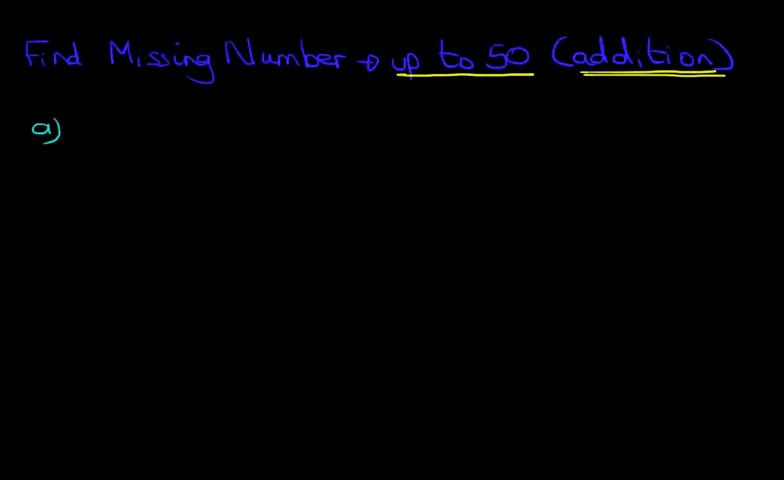 Find Missing Number → up to 50 (addition)
a)